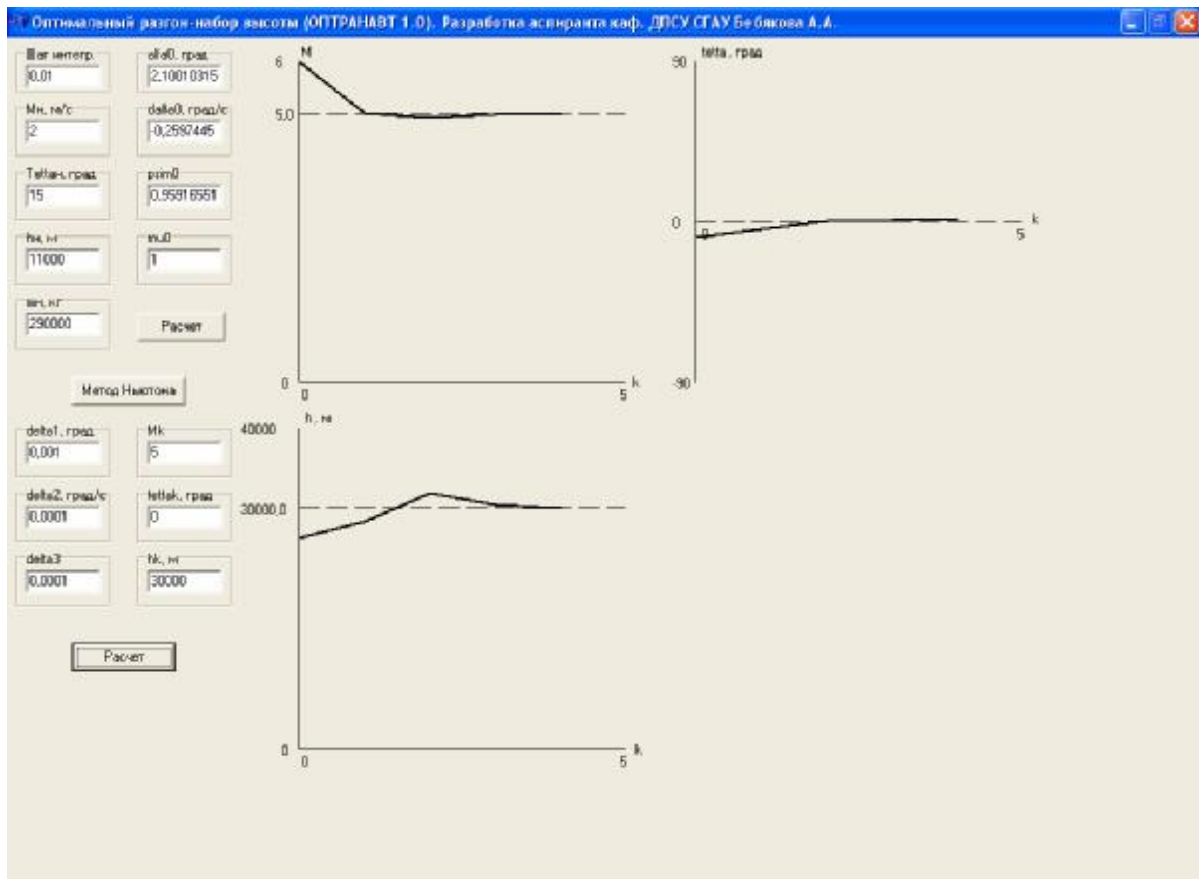 Оптимальный разгон-набор высоты (ОПТРАНАВТ 1.0). Разработка аспиранта каф. ДПСУ СГАУ Бебякова А.А.
Шаг интегр.
0.01
alfa0, град
2,10010315
Мн, 
2
dalfa0, град/с
-0,2597445
Tettaн, град
15
psim0
0,95916551
hн, м
11000
mu0
1
mн, кг
290000
Расчет
Метод Ньютона
delta1, град
0,001
Mk
5
delta2, град/с
0.0001
tettak, град
0
delta3
0.0001
hk, м
30000
Расчет
M
6
5,0
0
0
5
k
tetta, град
90
0
-90
0
5
k
h, м
40000
30000,0
0
0
5
k